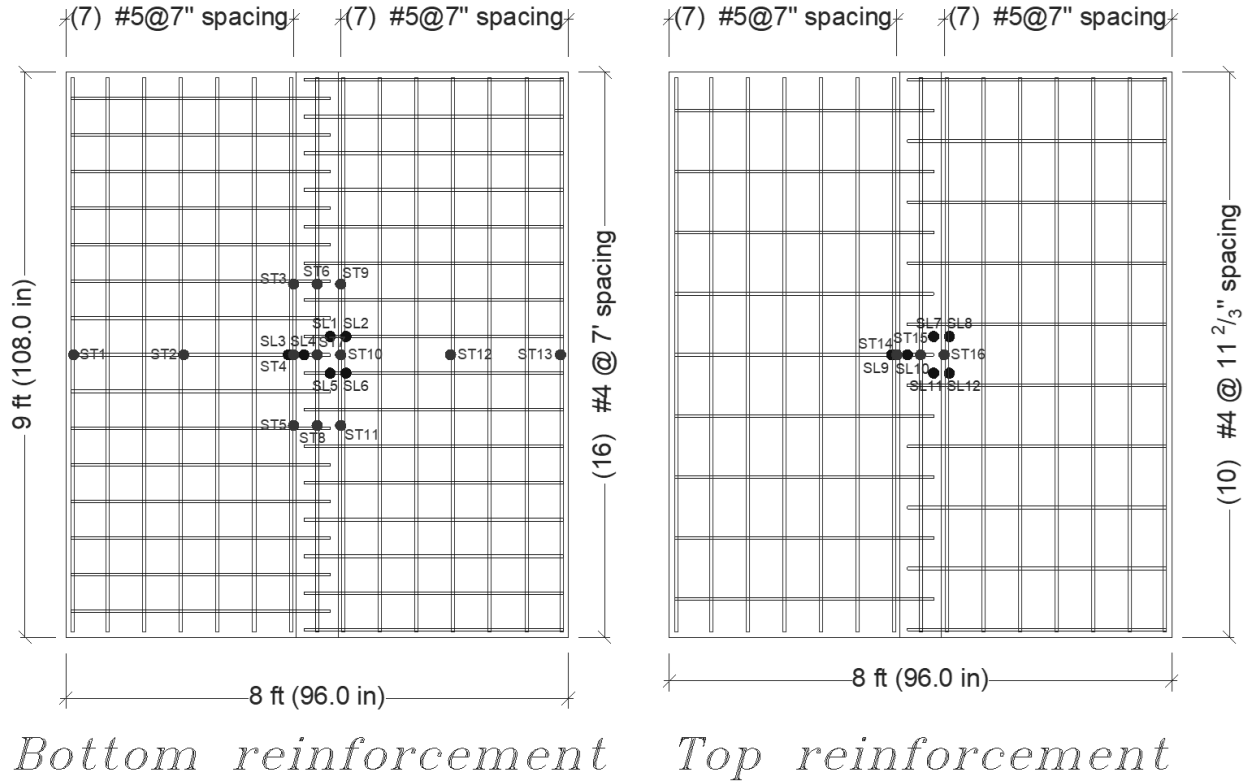 (7) #5@7" spacing
(7) #5@7" spacing
(7) #5@7" spacing
(7) #5@7" spacing
9 ft (108.0 in)
ST3
ST6
ST9
SL1
SL2
SL3
SL4
ST7
ST1
ST2
ST4
ST10
ST12
ST13
SL5
SL6
ST5
ST8
ST11
(16) #4 @ 7' spacing
SL7
SL8
ST14
ST15
ST16
SL9
SL10
SL11
SL12
(10) #4 @ 11 2/3" spacing
8 ft (96.0 in)
8 ft (96.0 in)
Bottom reinforcement
Top reinforcement